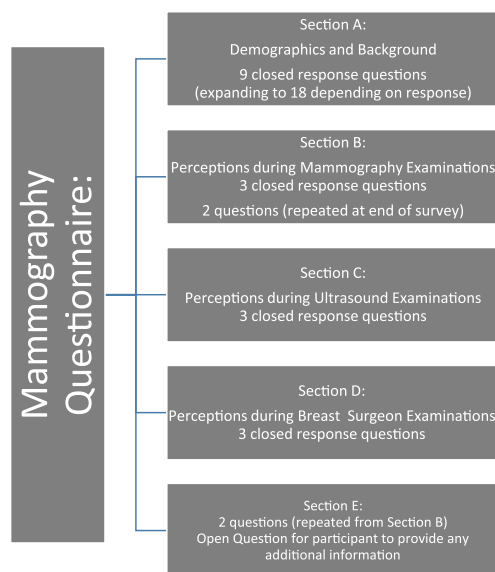 Mammography
Questionnaire:
Section A:
Demographics and Background
9 closed response questions
(expanding to 18 depending on response)
Section B:
Perceptions during Mammography Examinations
3 closed response questions
2 questions (repeated at end of survey)
Section C:
Perceptions during Ultrasound Examinations
3 closed response questions
Section D:
Perceptions during Breast Surgeon Examinations
3 closed response questions
Section E:
2 questions (repeated from Section B)
Open Question for participant to provide any
additional information